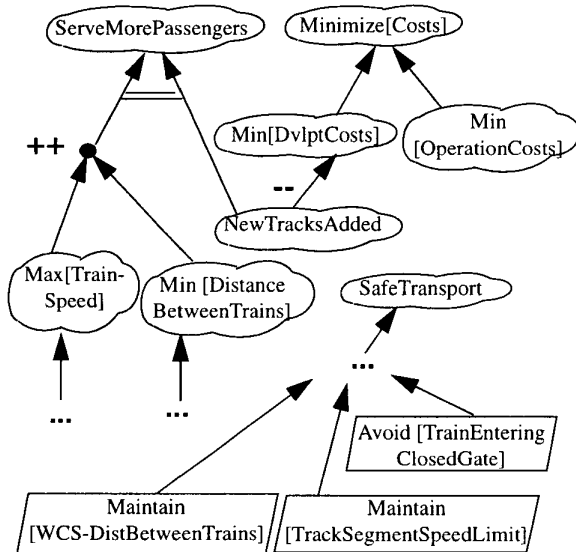 ServeMorePassengers
Minimize[Costs]
++
Min[DvlptCosts]
Min
[OperationCosts]
--
NewTracksAdded
Max[Train-
Speed]
Min [Distance
BetweenTrains]
SafeTransport
...
...
...
Avoid [TrainEntering
ClosedGate]
Maintain
[WCS-DistBetweenTrains]
Maintain
[TrackSegmentSpeedLimit]